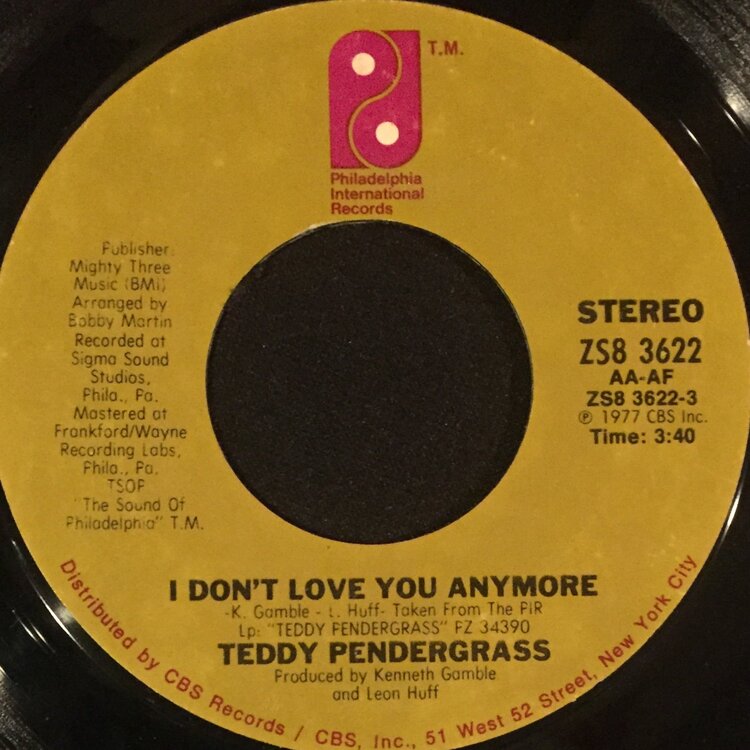 T.M.
Philadelphia
International
Records
Publisher:
Mighty Three
Music (BMI)
Arranged by
Bobby Martin
Recorded at
Sigma Sound
Studios,
Phila., Pa.
Mastered at
Frankford/Wayne
Recording Labs,
Phila., Pa.
TSOP
"The Sound Of
Philadelphia" T.M.
STEREO
ZS8 3622
AA-AF
ZS8 3622-3
℗ 1977 CBS Inc.
Time: 3:40
I DON'T LOVE YOU ANYMORE
-K. Gamble - L. Huff- Taken From The PIR
Lp: "TEDDY PENDERGRASS" PZ 34390
TEDDY PENDERGRASS
Produced by Kenneth Gamble
and Leon Huff
Distributed by CBS Records / CBS, Inc., 51 West 52 Street, New York City